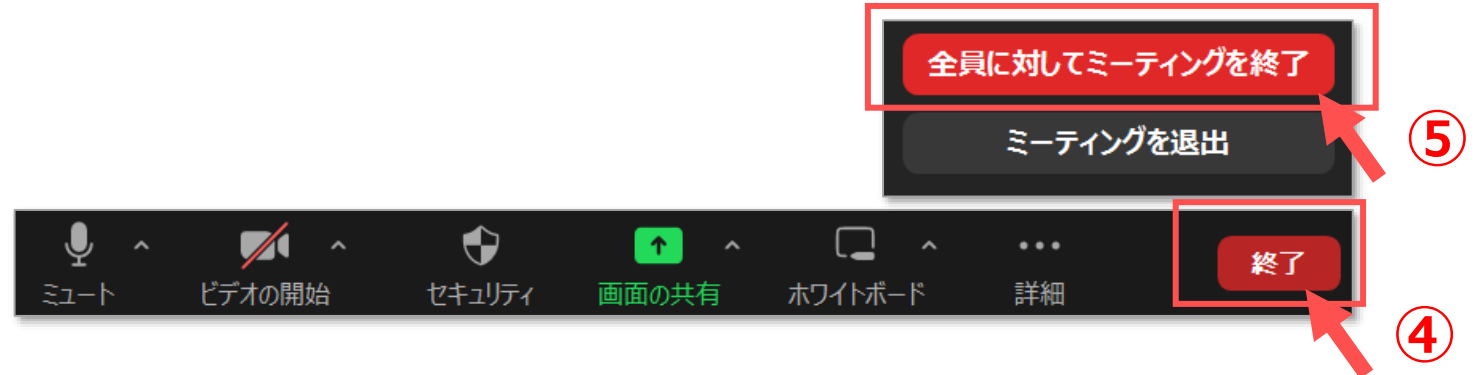 全員に対してミーティングを終了
⑤
ミーティングを退出
ミュート ビデオの開始 セキュリティ 画面の共有 ホワイトボード 詳細 終了
④